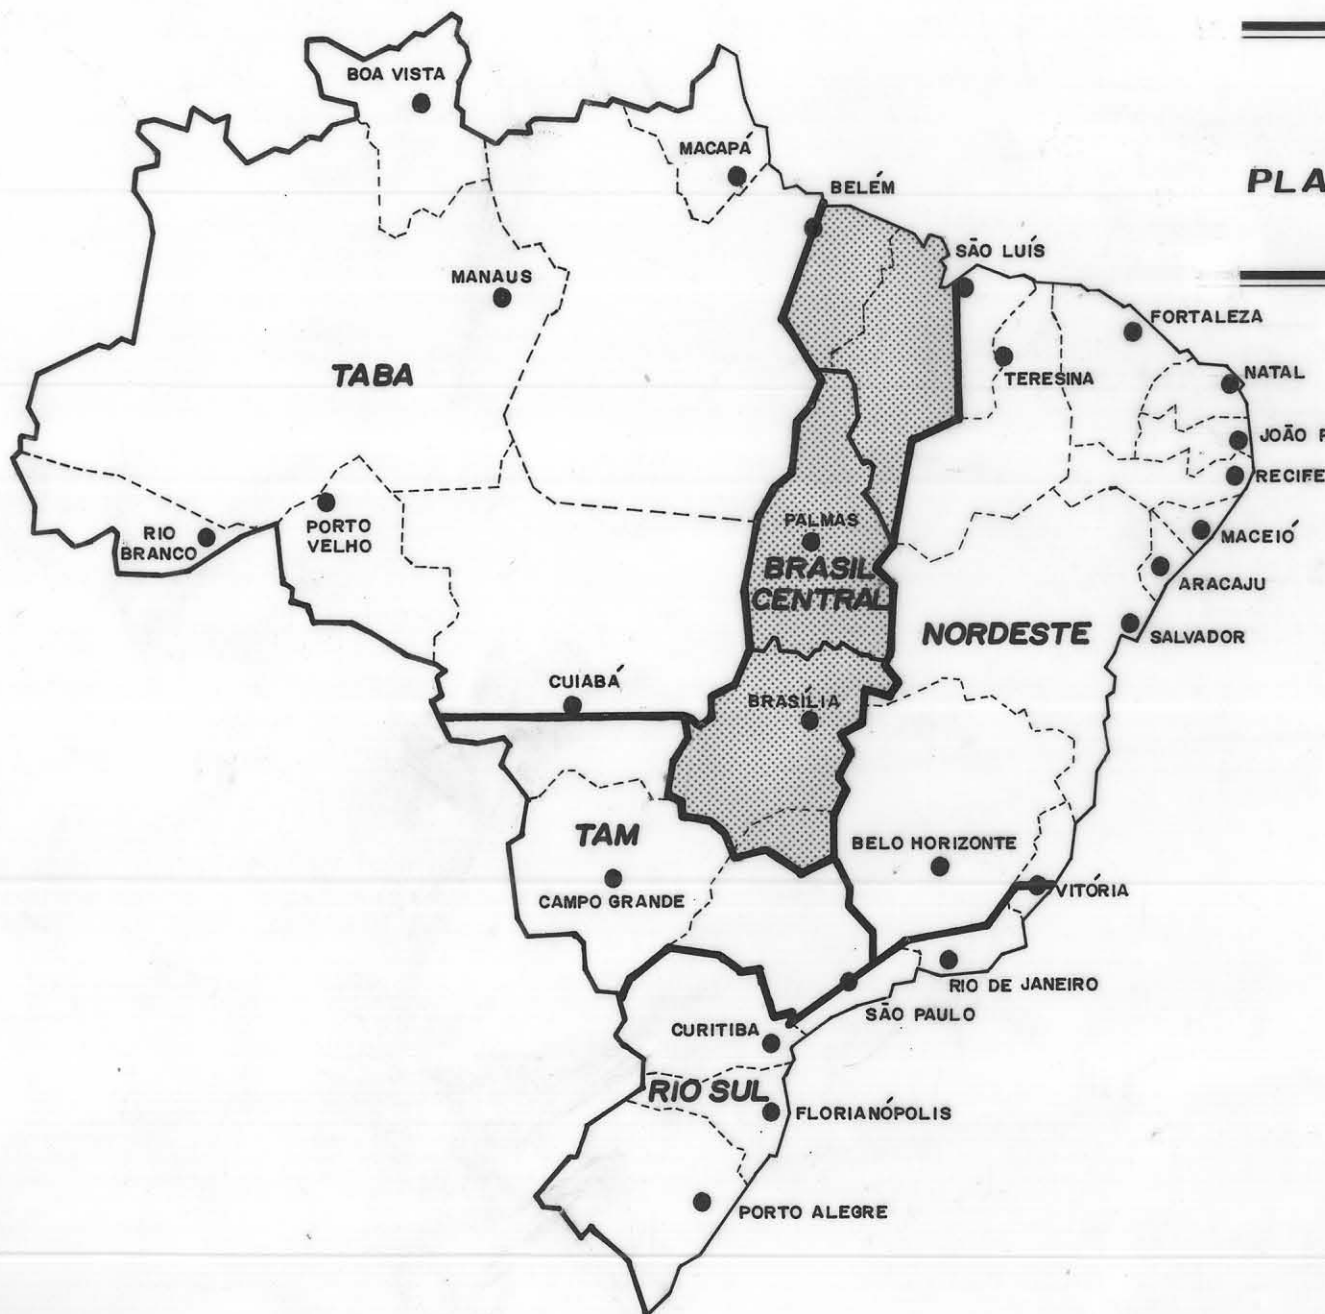 BOA VISTA
MACAPÁ
BELÉM
PLA
SÃO LUÍS
MANAUS
FORTALEZA
TABA
TERESINA
NATAL
JOÃO P
RECIFE
PALMAS
RIO
BRANCO
PORTO
VELHO
MACEIÓ
BRASIL
CENTRAL
ARACAJU
NORDESTE
SALVADOR
CUIABÁ
BRASÍLIA
TAM
BELO HORIZONTE
CAMPO GRANDE
VITÓRIA
RIO DE JANEIRO
SÃO PAULO
CURITIBA
RIO SUL
FLORIANÓPOLIS
PORTO ALEGRE